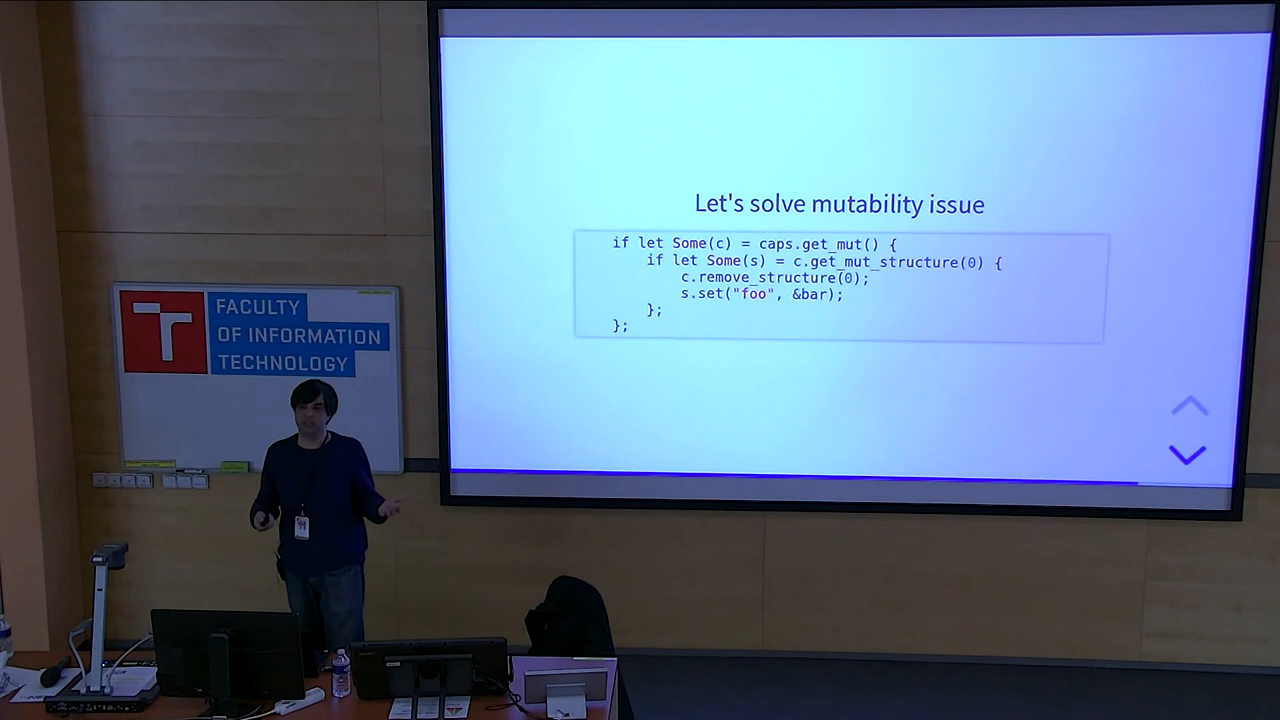 Let's solve mutability issue
if let Some(c) = caps.get_mut() {
    if let Some(s) = c.get_mut_structure(0) {
        c.remove_structure(0);
        s.set("foo", &bar);
    };
};
FACULTY
OF INFORMATION
TECHNOLOGY